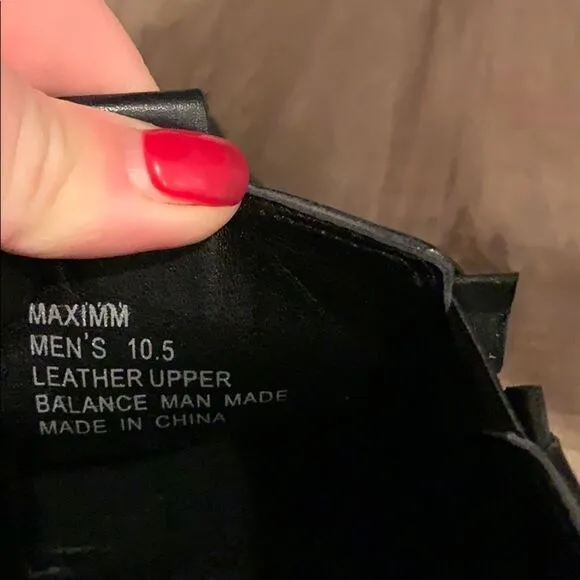 MAXIMM
MEN'S 10.5
LEATHER UPPER
BALANCE MAN MADE
MADE IN CHINA